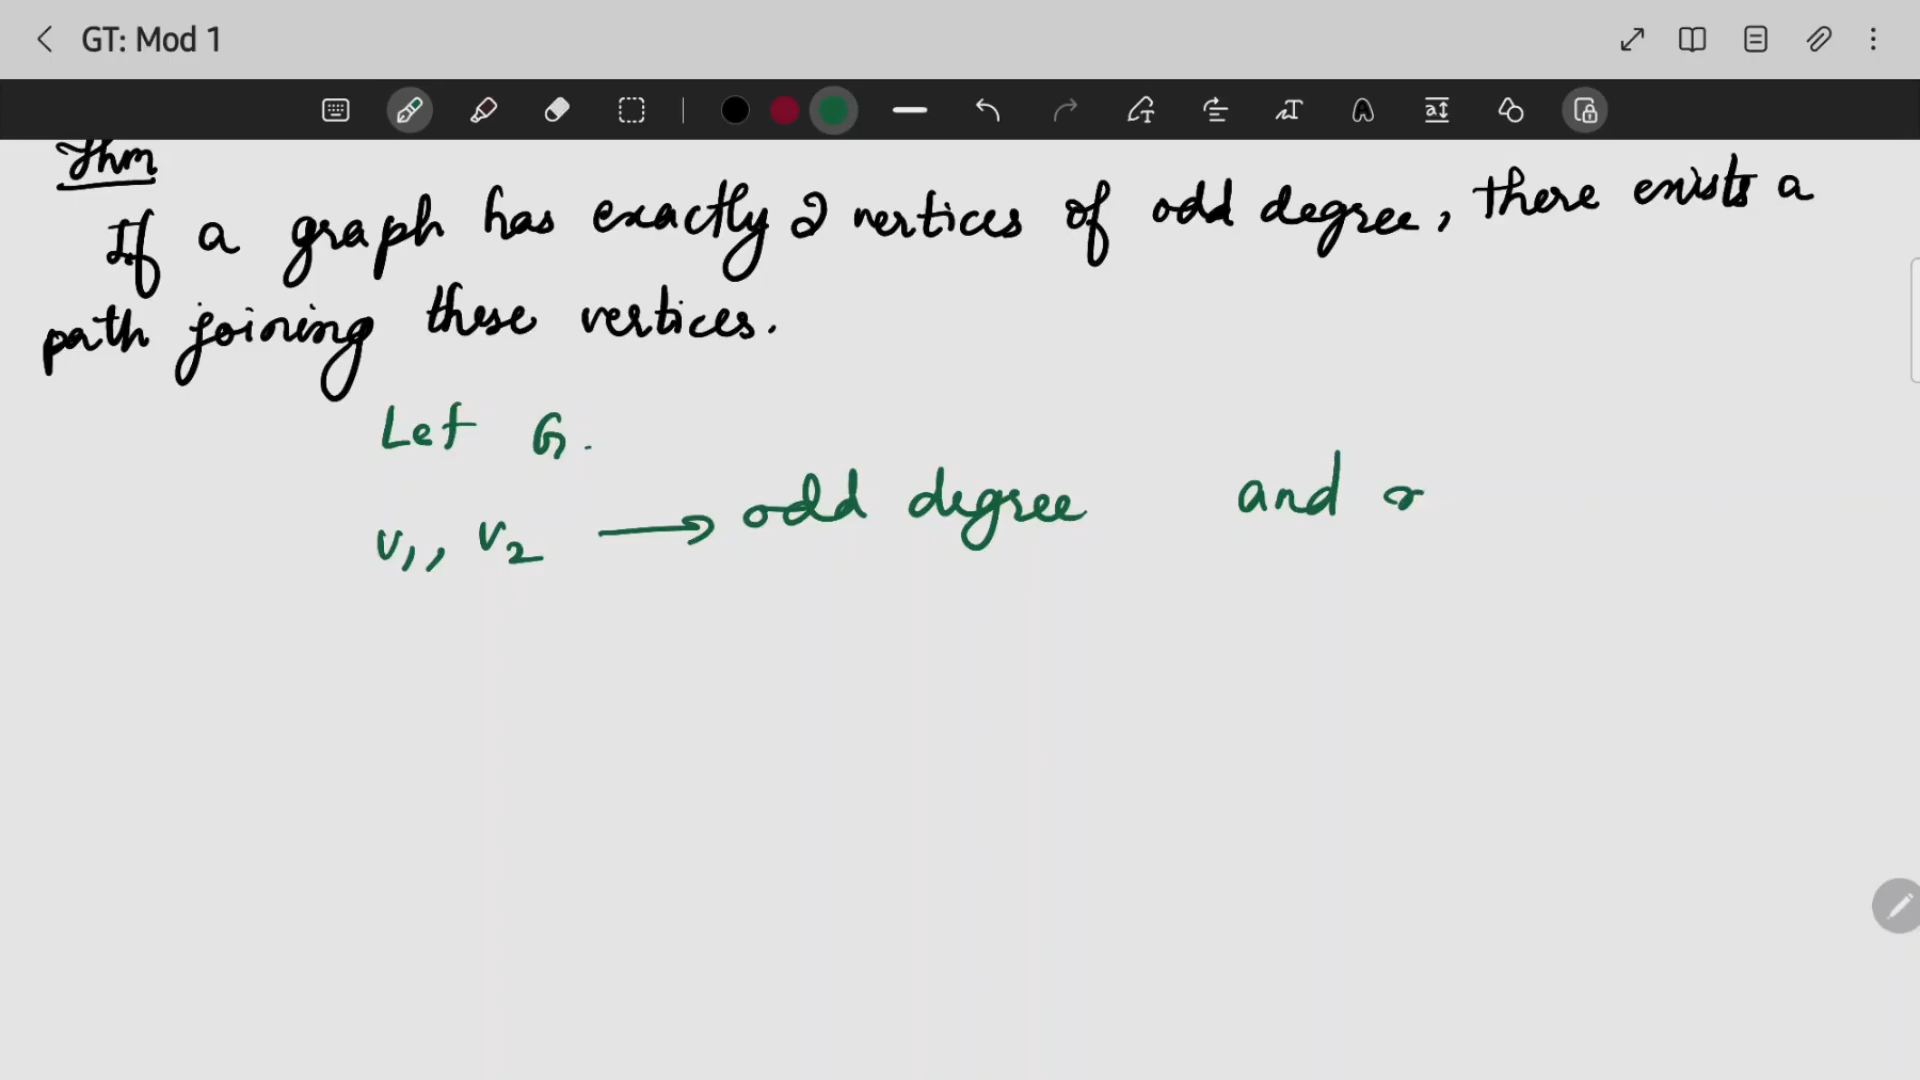 GT: Mod 1
Thm
If a graph has exactly 2 vertices of odd degree, there exists a
path joining these vertices.
Let G.
v₁, v₂ → odd degree and